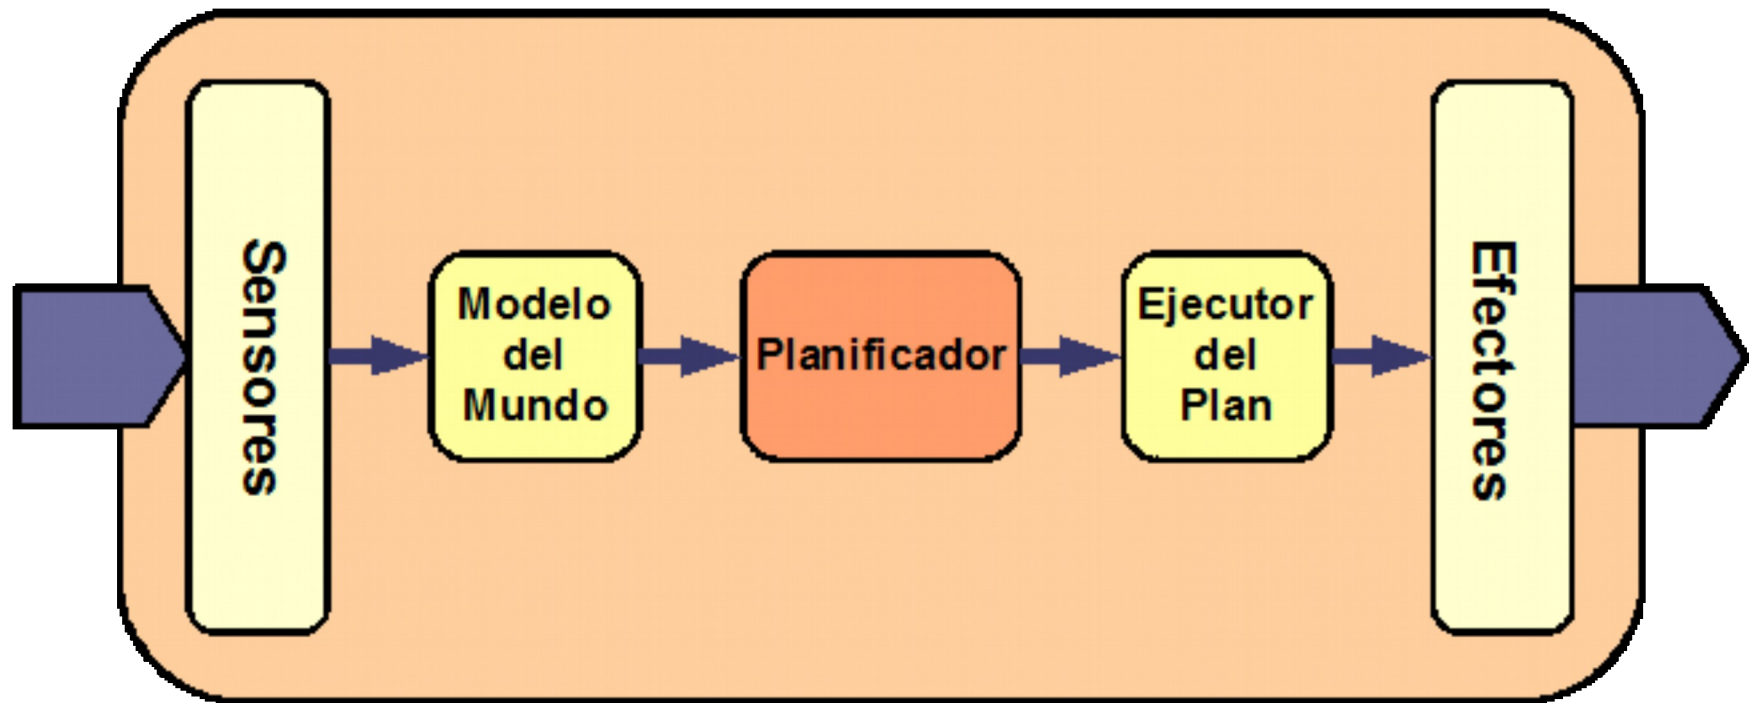 Sensores
Modelo
del
Mundo
Planificador
Ejecutor
del
Plan
Efectores